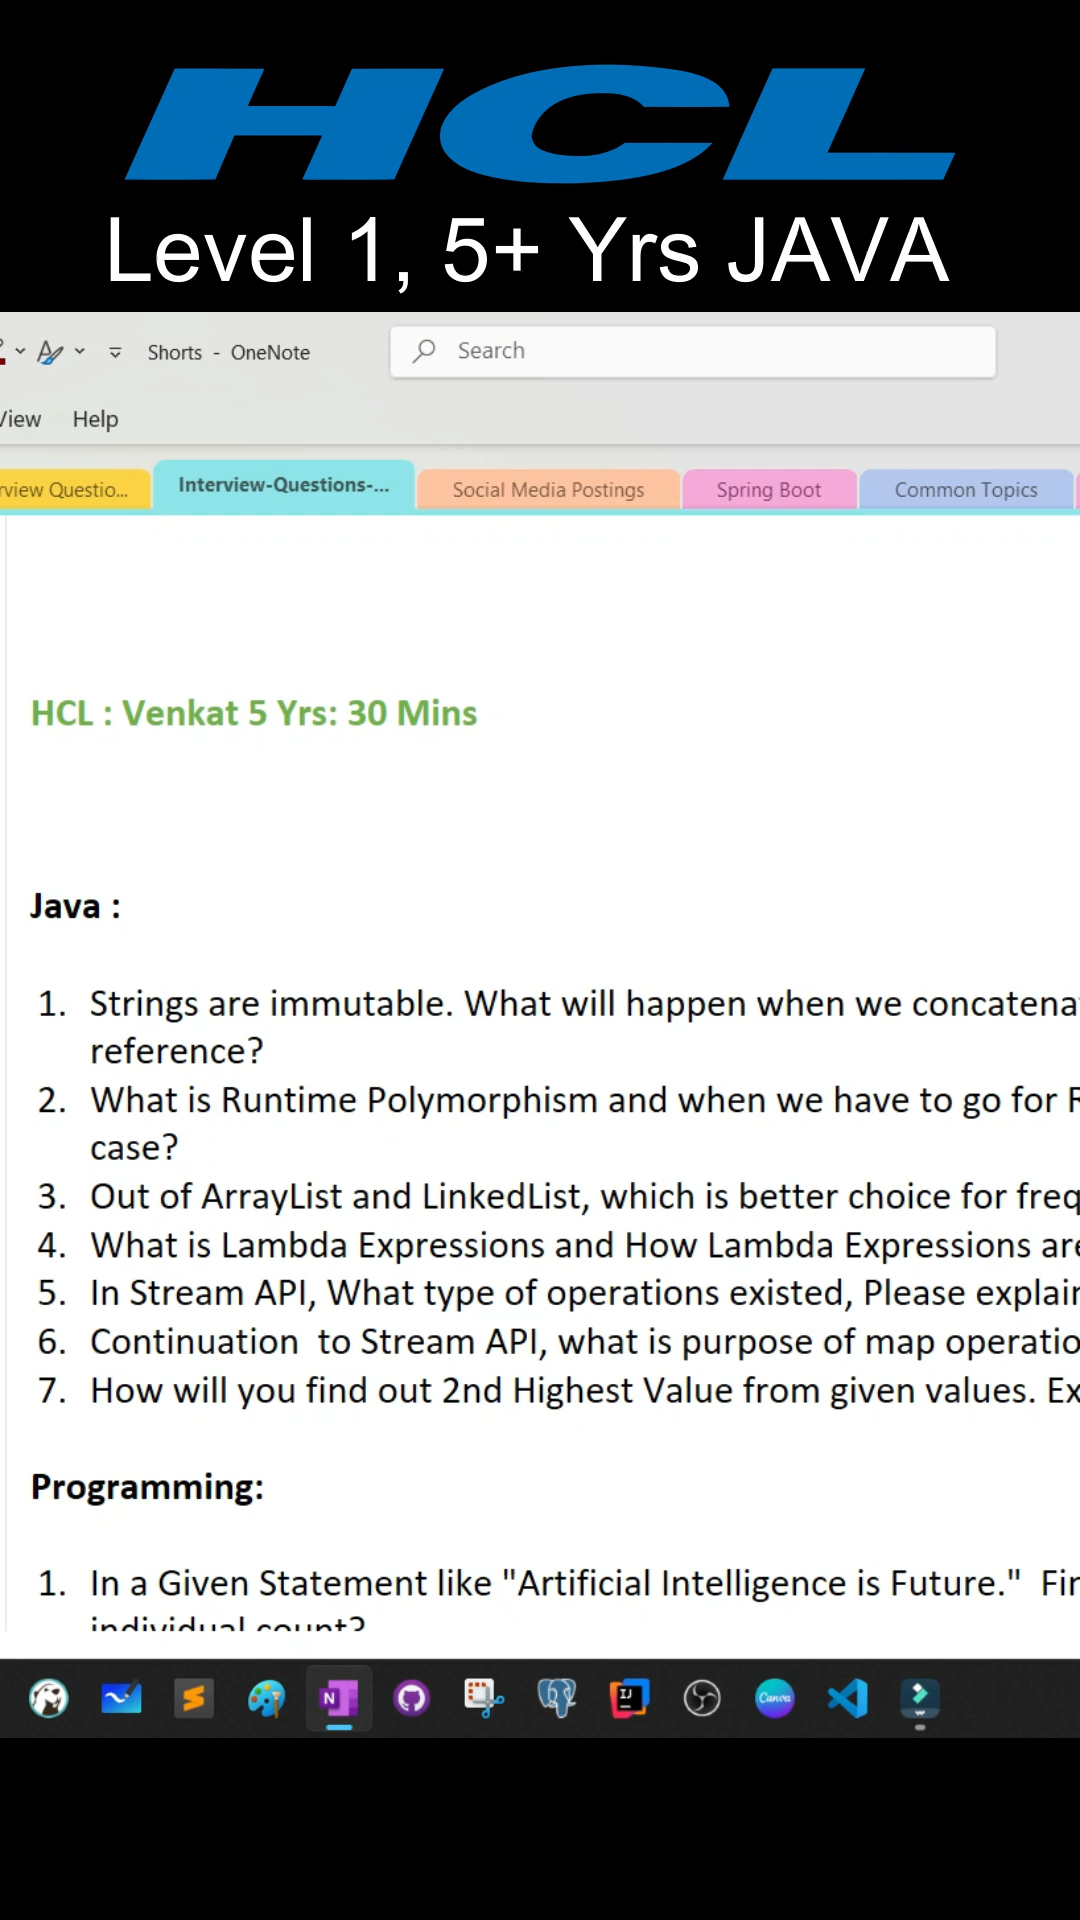 HCL
Level 1, 5+ Yrs JAVA
Shorts - OneNote
Search
View Help
rview Questio...
Interview-Questions-...
Social Media Postings
Spring Boot
Common Topics
HCL : Venkat 5 Yrs: 30 Mins
Java :
1. Strings are immutable. What will happen when we concatena
reference?
2. What is Runtime Polymorphism and when we have to go for R
case?
3. Out of ArrayList and LinkedList, which is better choice for freq
4. What is Lambda Expressions and How Lambda Expressions are
5. In Stream API, What type of operations existed, Please explain
6. Continuation to Stream API, what is purpose of map operatio
7. How will you find out 2nd Highest Value from given values. Ex
Programming:
1. In a Given Statement like "Artificial Intelligence is Future." Fin
individual count?
N
IJ
Canva